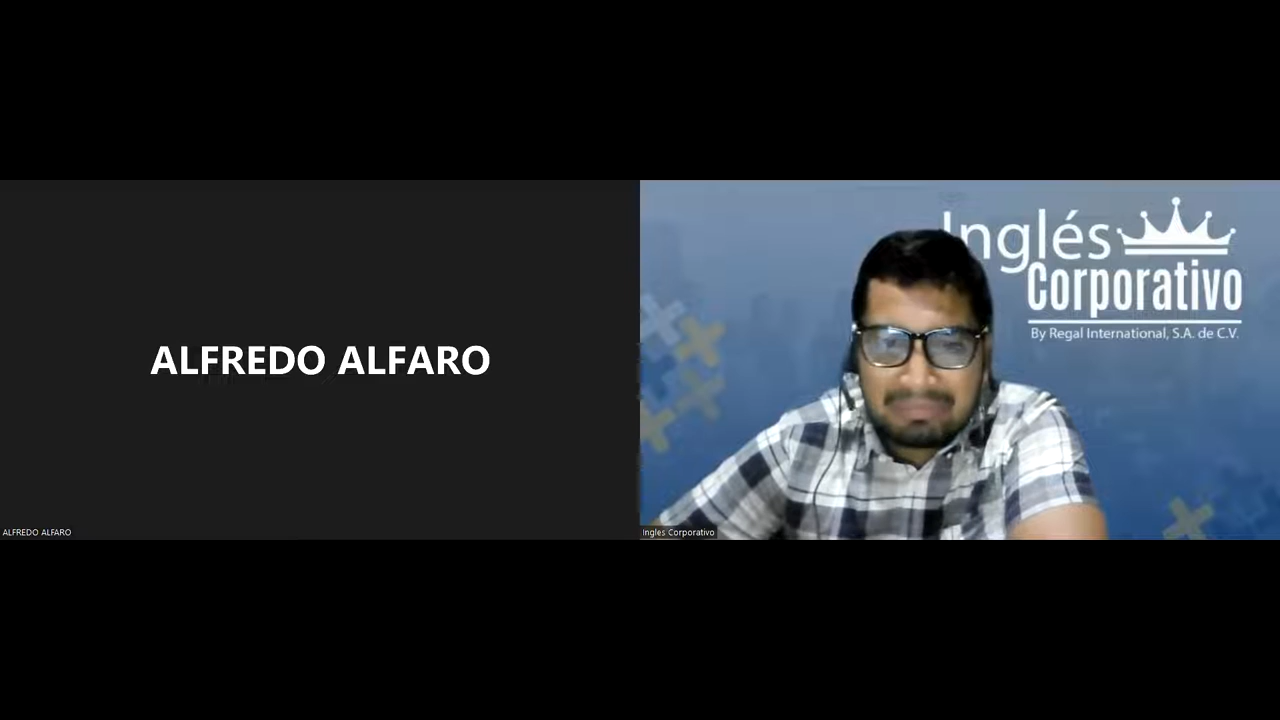 ALFREDO ALFARO
ALFREDO ALFARO
Inglés
Corporativo
By Regal International, S.A. de C.V.
Ingles Corporativo